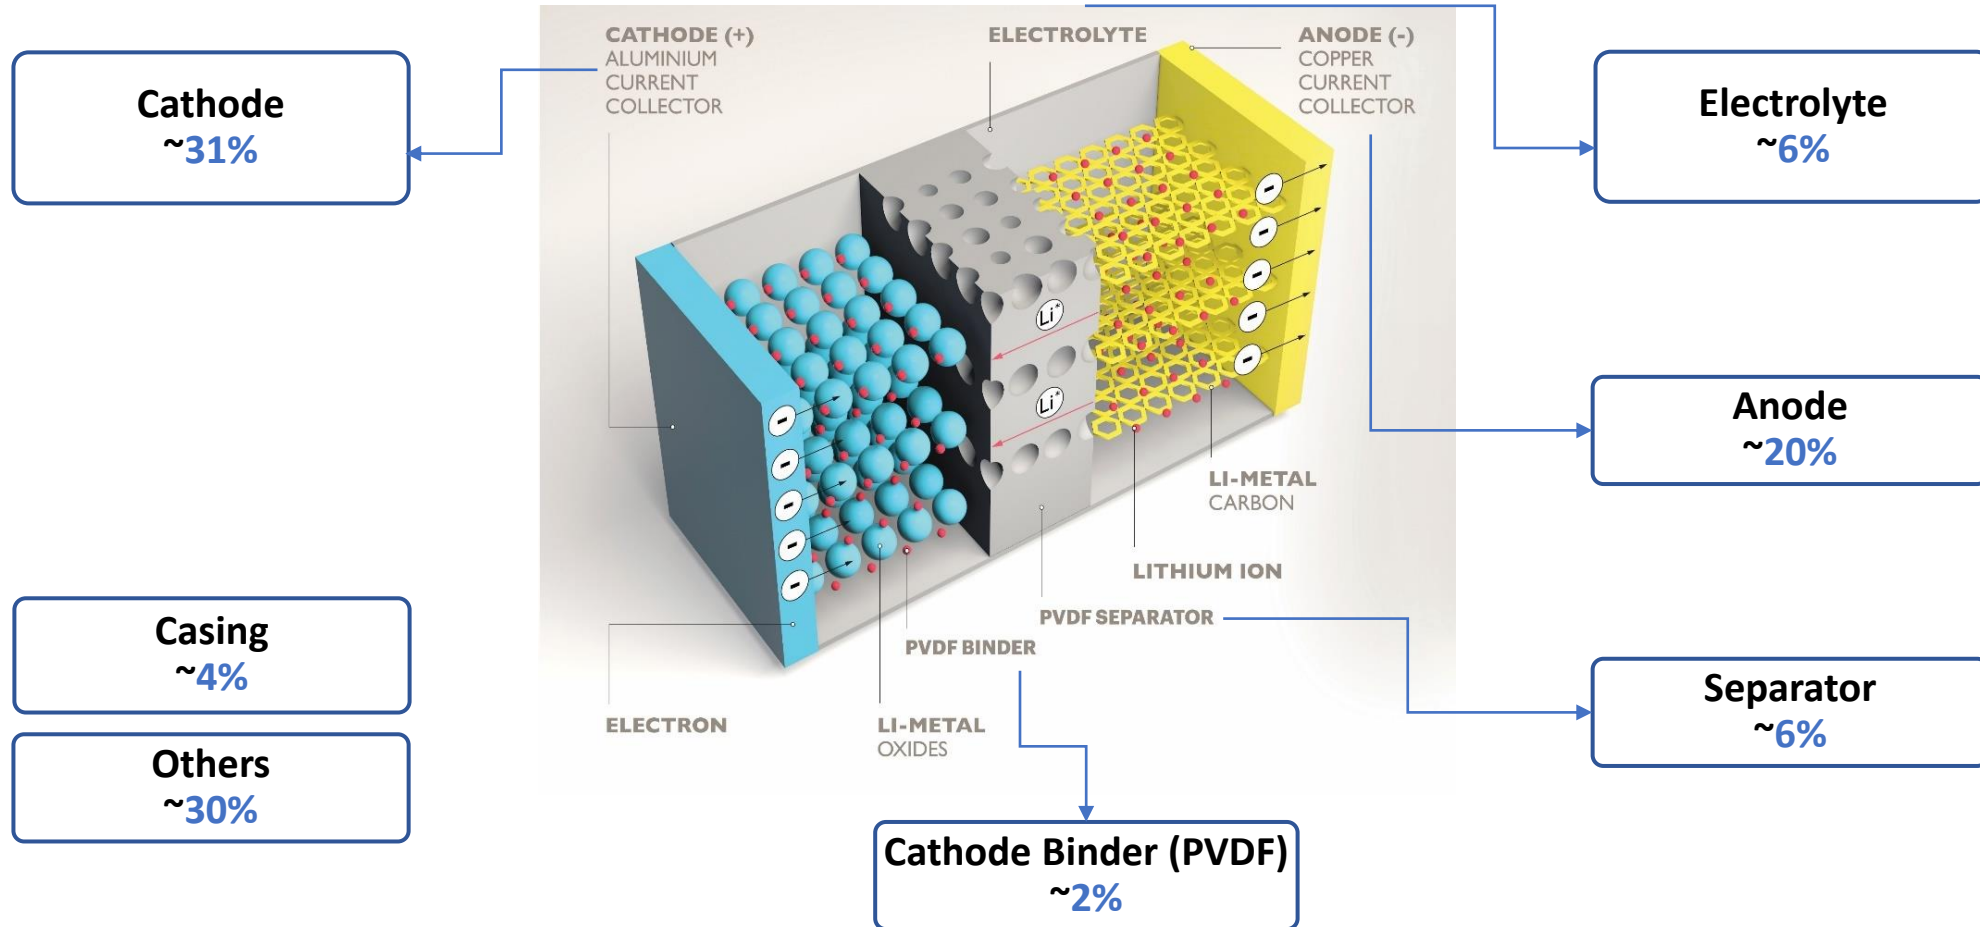 CATHODE (+)
ALUMINIUM
CURRENT
COLLECTOR
ELECTROLYTE
ANODE (-)
COPPER
CURRENT
COLLECTOR
Cathode
~31%
Electrolyte
~6%
-
-
-
-
-
Li+
Li+
-
-
-
-
-
Anode
~20%
LI-METAL
CARBON
LITHIUM ION
PVDF SEPARATOR
PVDF BINDER
Casing
~4%
Separator
~6%
ELECTRON
LI-METAL
OXIDES
Others
~30%
Cathode Binder (PVDF)
~2%